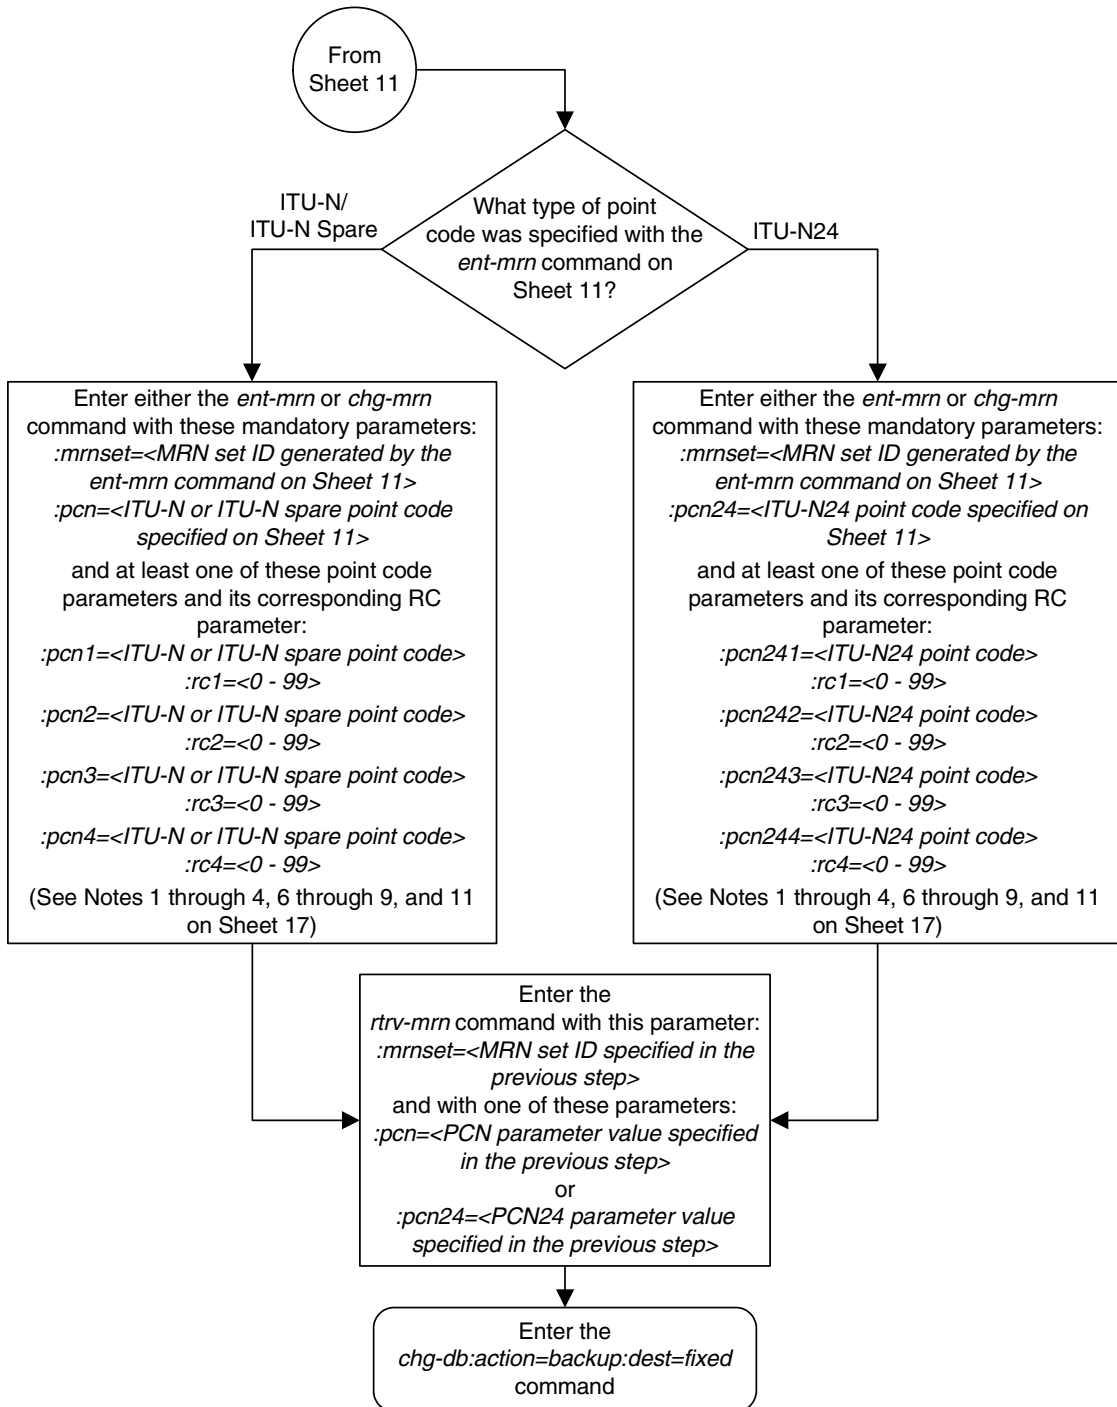 From
Sheet 11
What type of point
code was specified with the
ent-mrn command on
Sheet 11?
ITU-N/
ITU-N Spare
ITU-N24
Enter either the ent-mrn or chg-mrn
command with these mandatory parameters:
:mrnset=<MRN set ID generated by the
ent-mrn command on Sheet 11>
:pcn=<ITU-N or ITU-N spare point code
specified on Sheet 11>
and at least one of these point code
parameters and its corresponding RC
parameter:
:pcn1=<ITU-N or ITU-N spare point code>
:rc1=<0 - 99>
:pcn2=<ITU-N or ITU-N spare point code>
:rc2=<0 - 99>
:pcn3=<ITU-N or ITU-N spare point code>
:rc3=<0 - 99>
:pcn4=<ITU-N or ITU-N spare point code>
:rc4=<0 - 99>
(See Notes 1 through 4, 6 through 9, and 11
on Sheet 17)
Enter either the ent-mrn or chg-mrn
command with these mandatory parameters:
:mrnset=<MRN set ID generated by the
ent-mrn command on Sheet 11>
:pcn24=<ITU-N24 point code specified on
Sheet 11>
and at least one of these point code
parameters and its corresponding RC
parameter:
:pcn241=<ITU-N24 point code>
:rc1=<0 - 99>
:pcn242=<ITU-N24 point code>
:rc2=<0 - 99>
:pcn243=<ITU-N24 point code>
:rc3=<0 - 99>
:pcn244=<ITU-N24 point code>
:rc4=<0 - 99>
(See Notes 1 through 4, 6 through 9, and 11
on Sheet 17)
Enter the
rtrv-mrn command with this parameter:
:mrnset=<MRN set ID specified in the
previous step>
and with one of these parameters:
:pcn=<PCN parameter value specified
in the previous step>
or
:pcn24=<PCN24 parameter value
specified in the previous step>
Enter the
chg-db:action=backup:dest=fixed
command